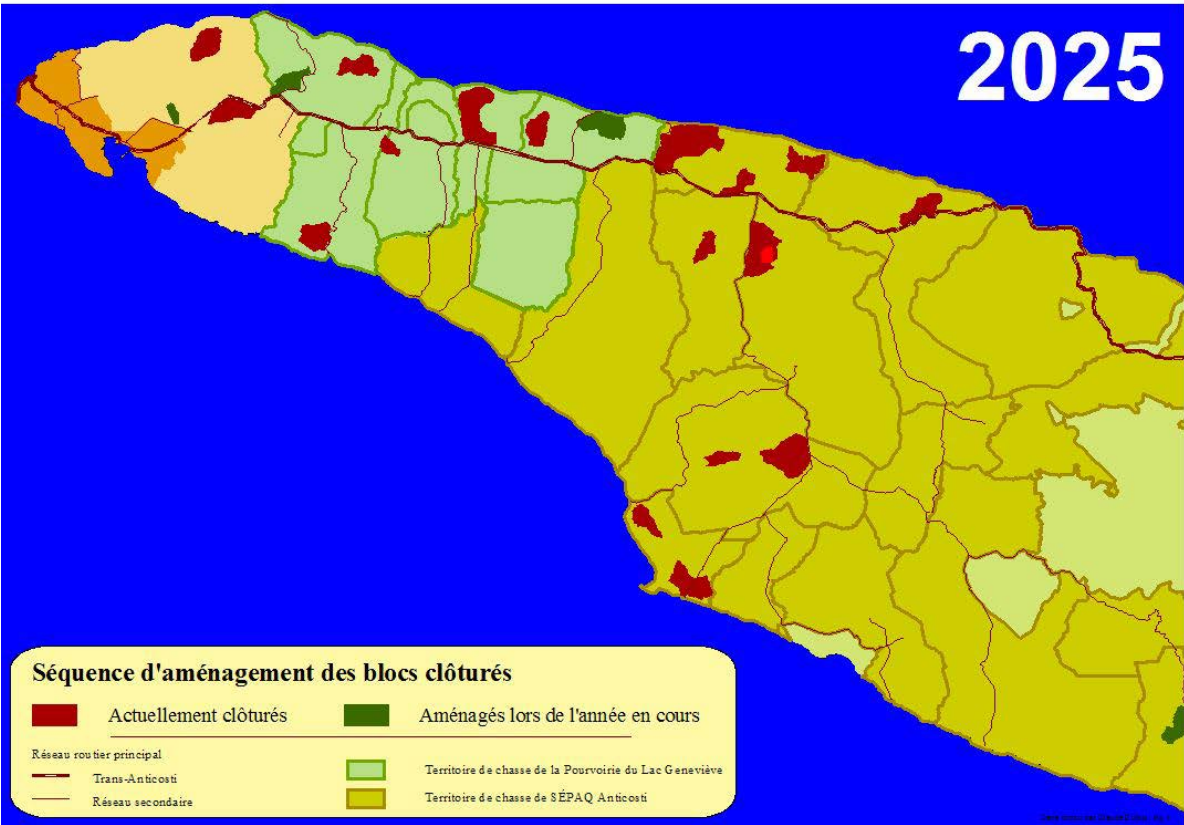 2025
Séquence d'aménagement des blocs clôturés
Actuellement clôturés
Aménagés lors de l'année en cours
Réseau routier principal
Trans-Anticosti
Réseau secondaire
Territoire de chasse de la Pourvoirie du Lac Geneviève
Territoire de chasse de SÉPAQ Anticosti